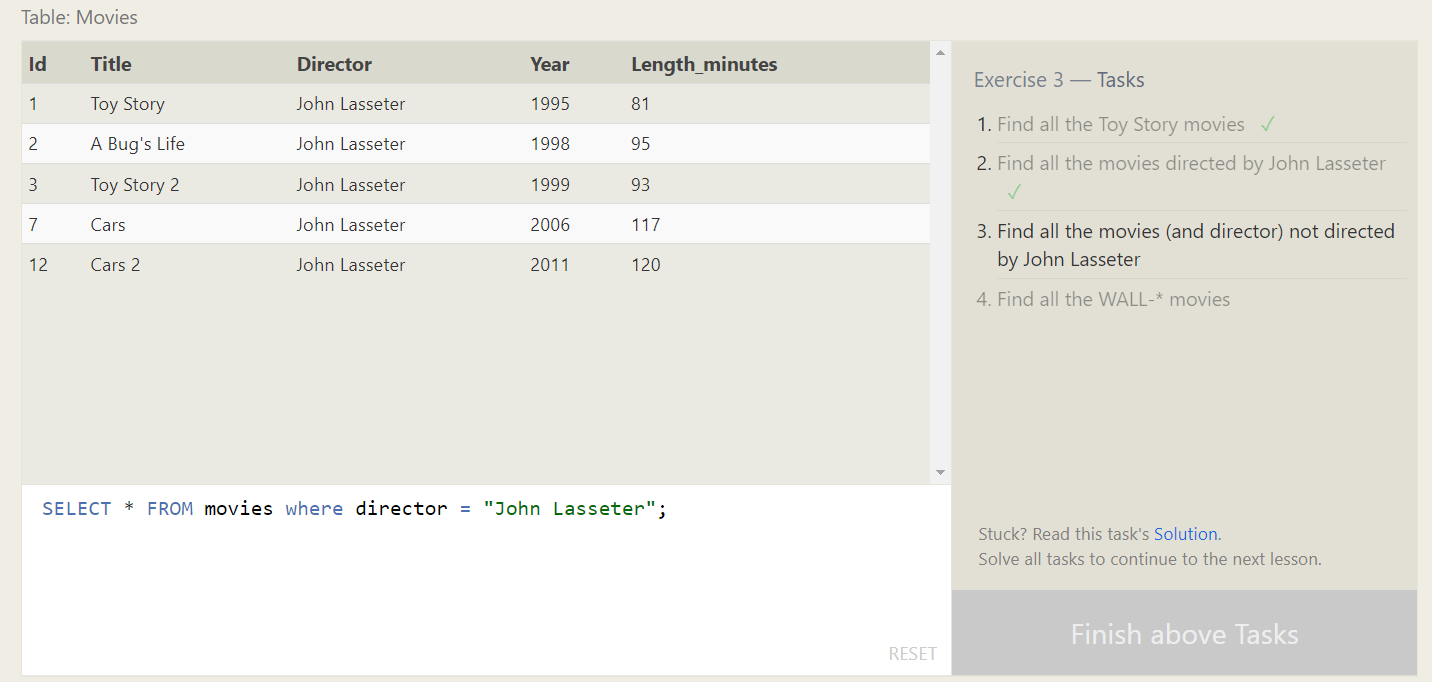 Table: Movies
Id Title Director Year Length_minutes
1 Toy Story John Lasseter 1995 81
2 A Bug's Life John Lasseter 1998 95
3 Toy Story 2 John Lasseter 1999 93
7 Cars John Lasseter 2006 117
12 Cars 2 John Lasseter 2011 120
SELECT * FROM movies where director = "John Lasseter";
RESET
Exercise 3 — Tasks
1. Find all the Toy Story movies ✓
2. Find all the movies directed by John Lasseter
✓
3. Find all the movies (and director) not directed
by John Lasseter
4. Find all the WALL-* movies
Stuck? Read this task's Solution.
Solve all tasks to continue to the next lesson.
Finish above Tasks